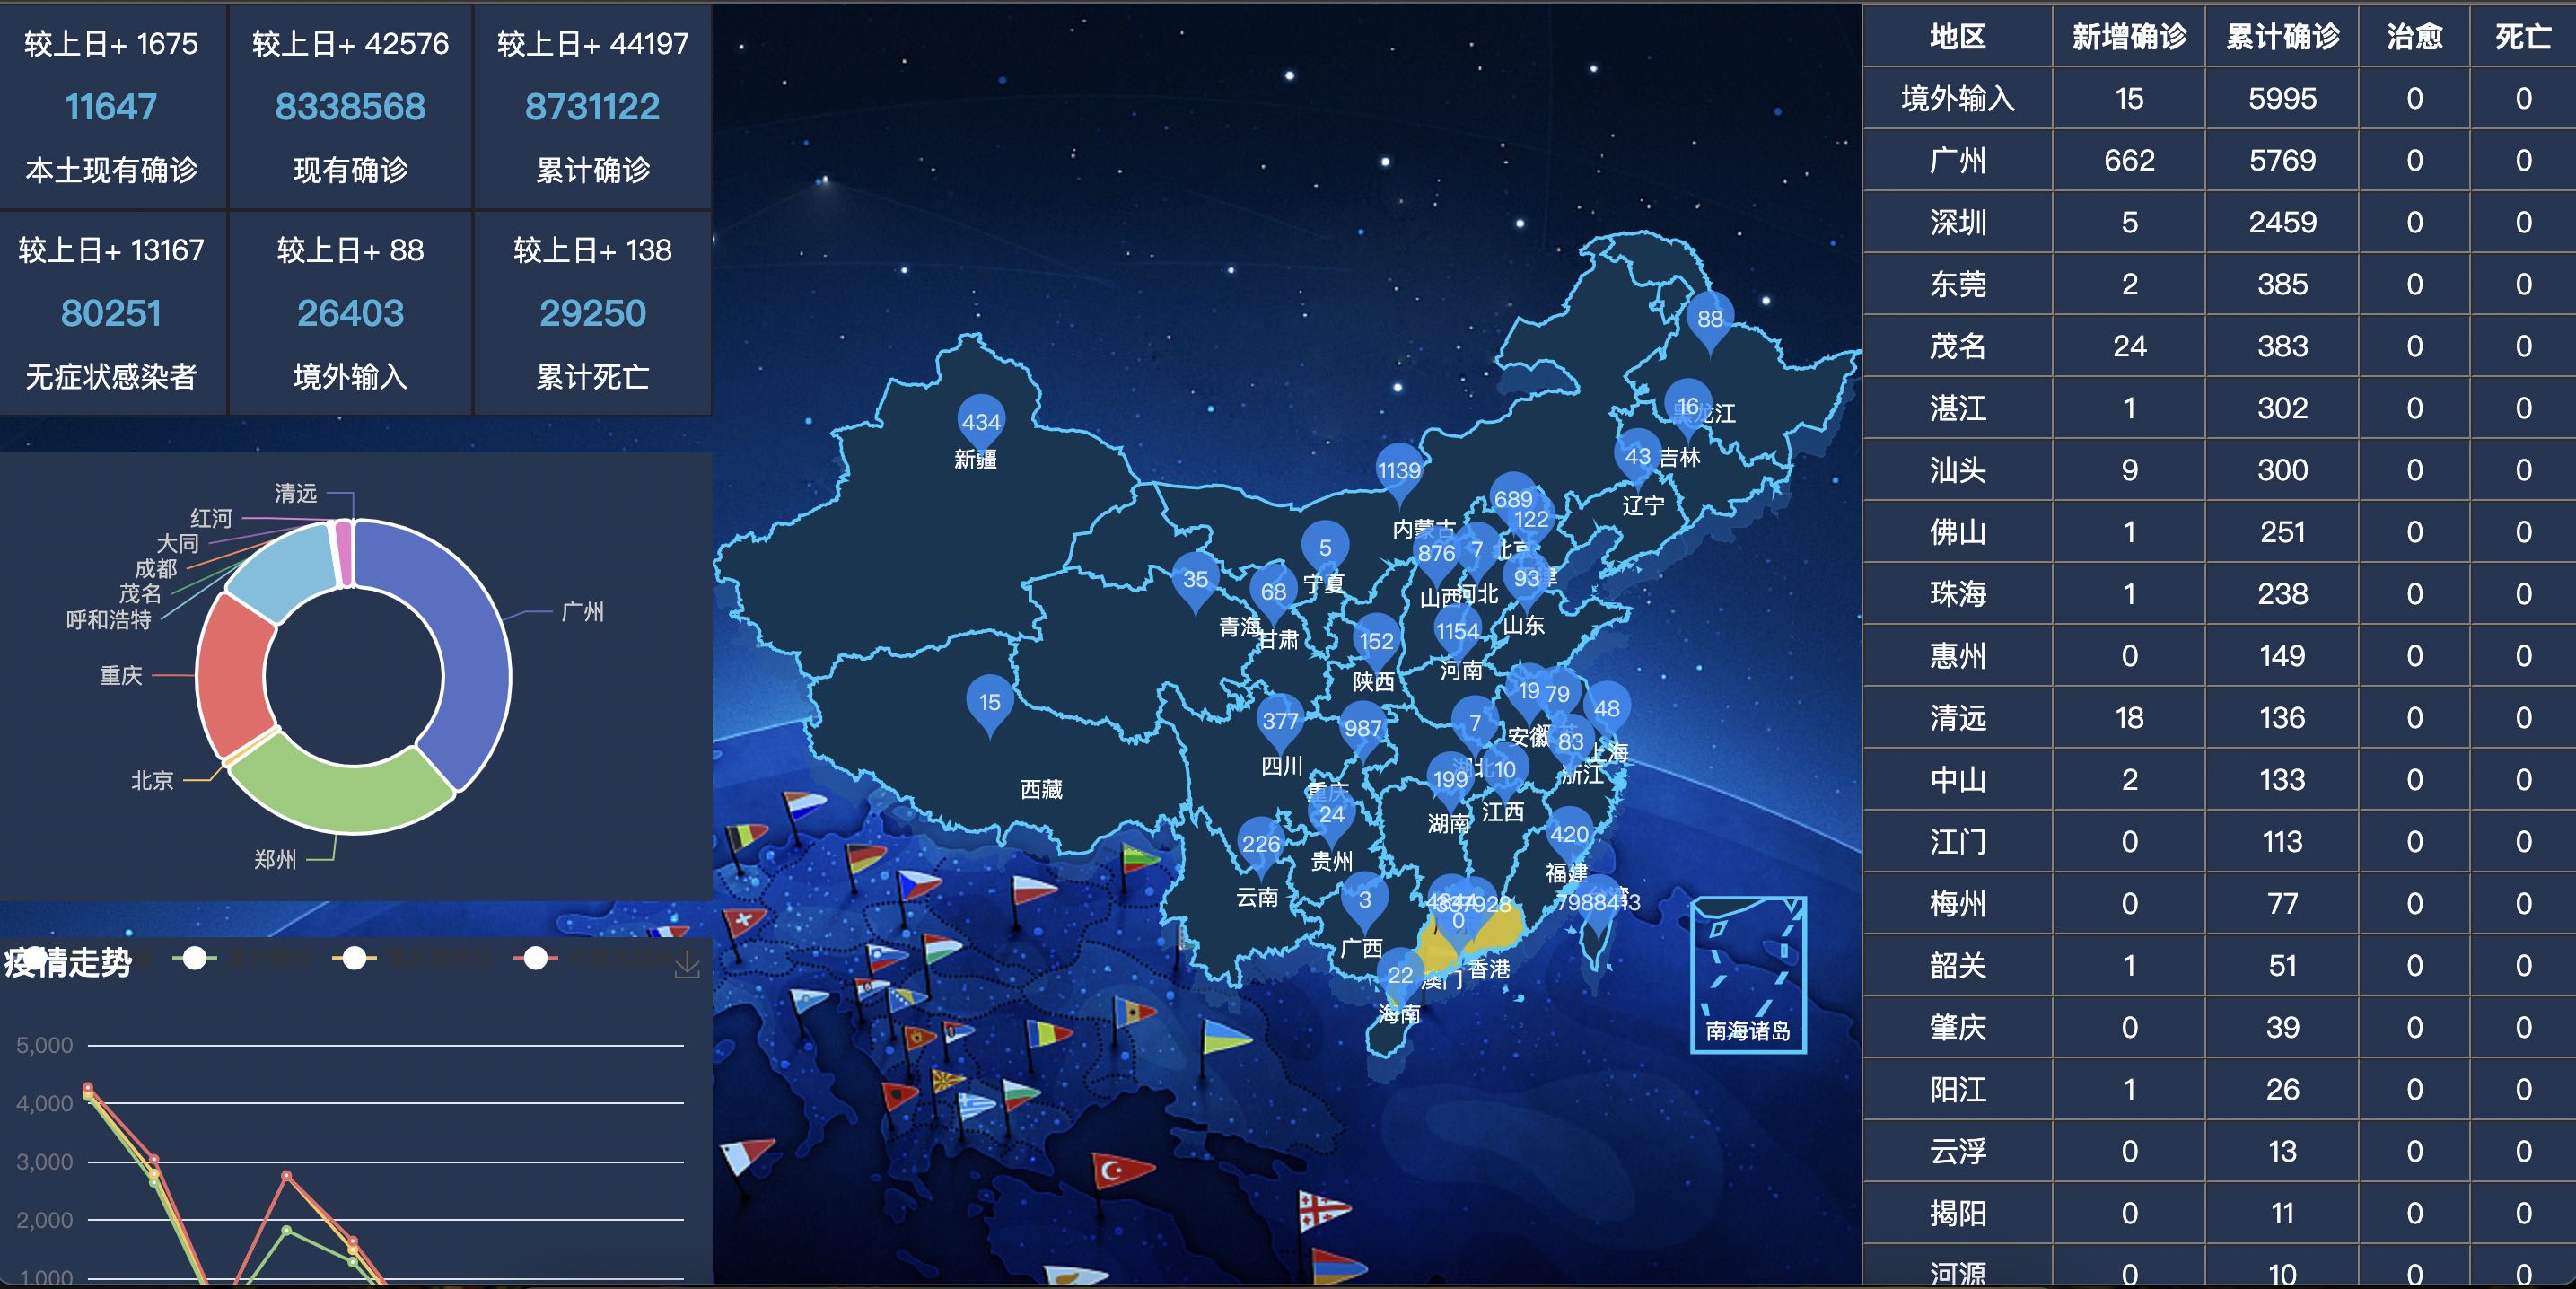 较上日+ 1675
11647
本土现有确诊
较上日+ 42576
8338568
现有确诊
较上日+ 44197
8731122
累计确诊
较上日+ 13167
80251
无症状感染者
较上日+ 88
26403
境外输入
较上日+ 138
29250
累计死亡
清远
红河
大同
成都
茂名
呼和浩特
重庆
北京
郑州
广州
疫情走势
5,000
4,000
3,000
2,000
1,000
88
16
龙江
43
吉林
辽宁
434
新疆
1139
内蒙古
689
122
北京
5
宁夏
876
7
山西
河北
93
山东
35
青海
68
甘肃
152
陕西
1154
河南
15
西藏
377
四川
987
重庆
7
湖北
19
79
安徽
48
上海
83
浙江
199
湖南
10
江西
24
贵州
226
云南
420
福建
3
广西
0
澳门
香港
22
海南
7988413
南海诸岛
地区 新增确诊 累计确诊 治愈 死亡
境外输入 15 5995 0 0
广州 662 5769 0 0
深圳 5 2459 0 0
东莞 2 385 0 0
茂名 24 383 0 0
湛江 1 302 0 0
汕头 9 300 0 0
佛山 1 251 0 0
珠海 1 238 0 0
惠州 0 149 0 0
清远 18 136 0 0
中山 2 133 0 0
江门 0 113 0 0
梅州 0 77 0 0
韶关 1 51 0 0
肇庆 0 39 0 0
阳江 1 26 0 0
云浮 0 13 0 0
揭阳 0 11 0 0
河源 0 10 0 0